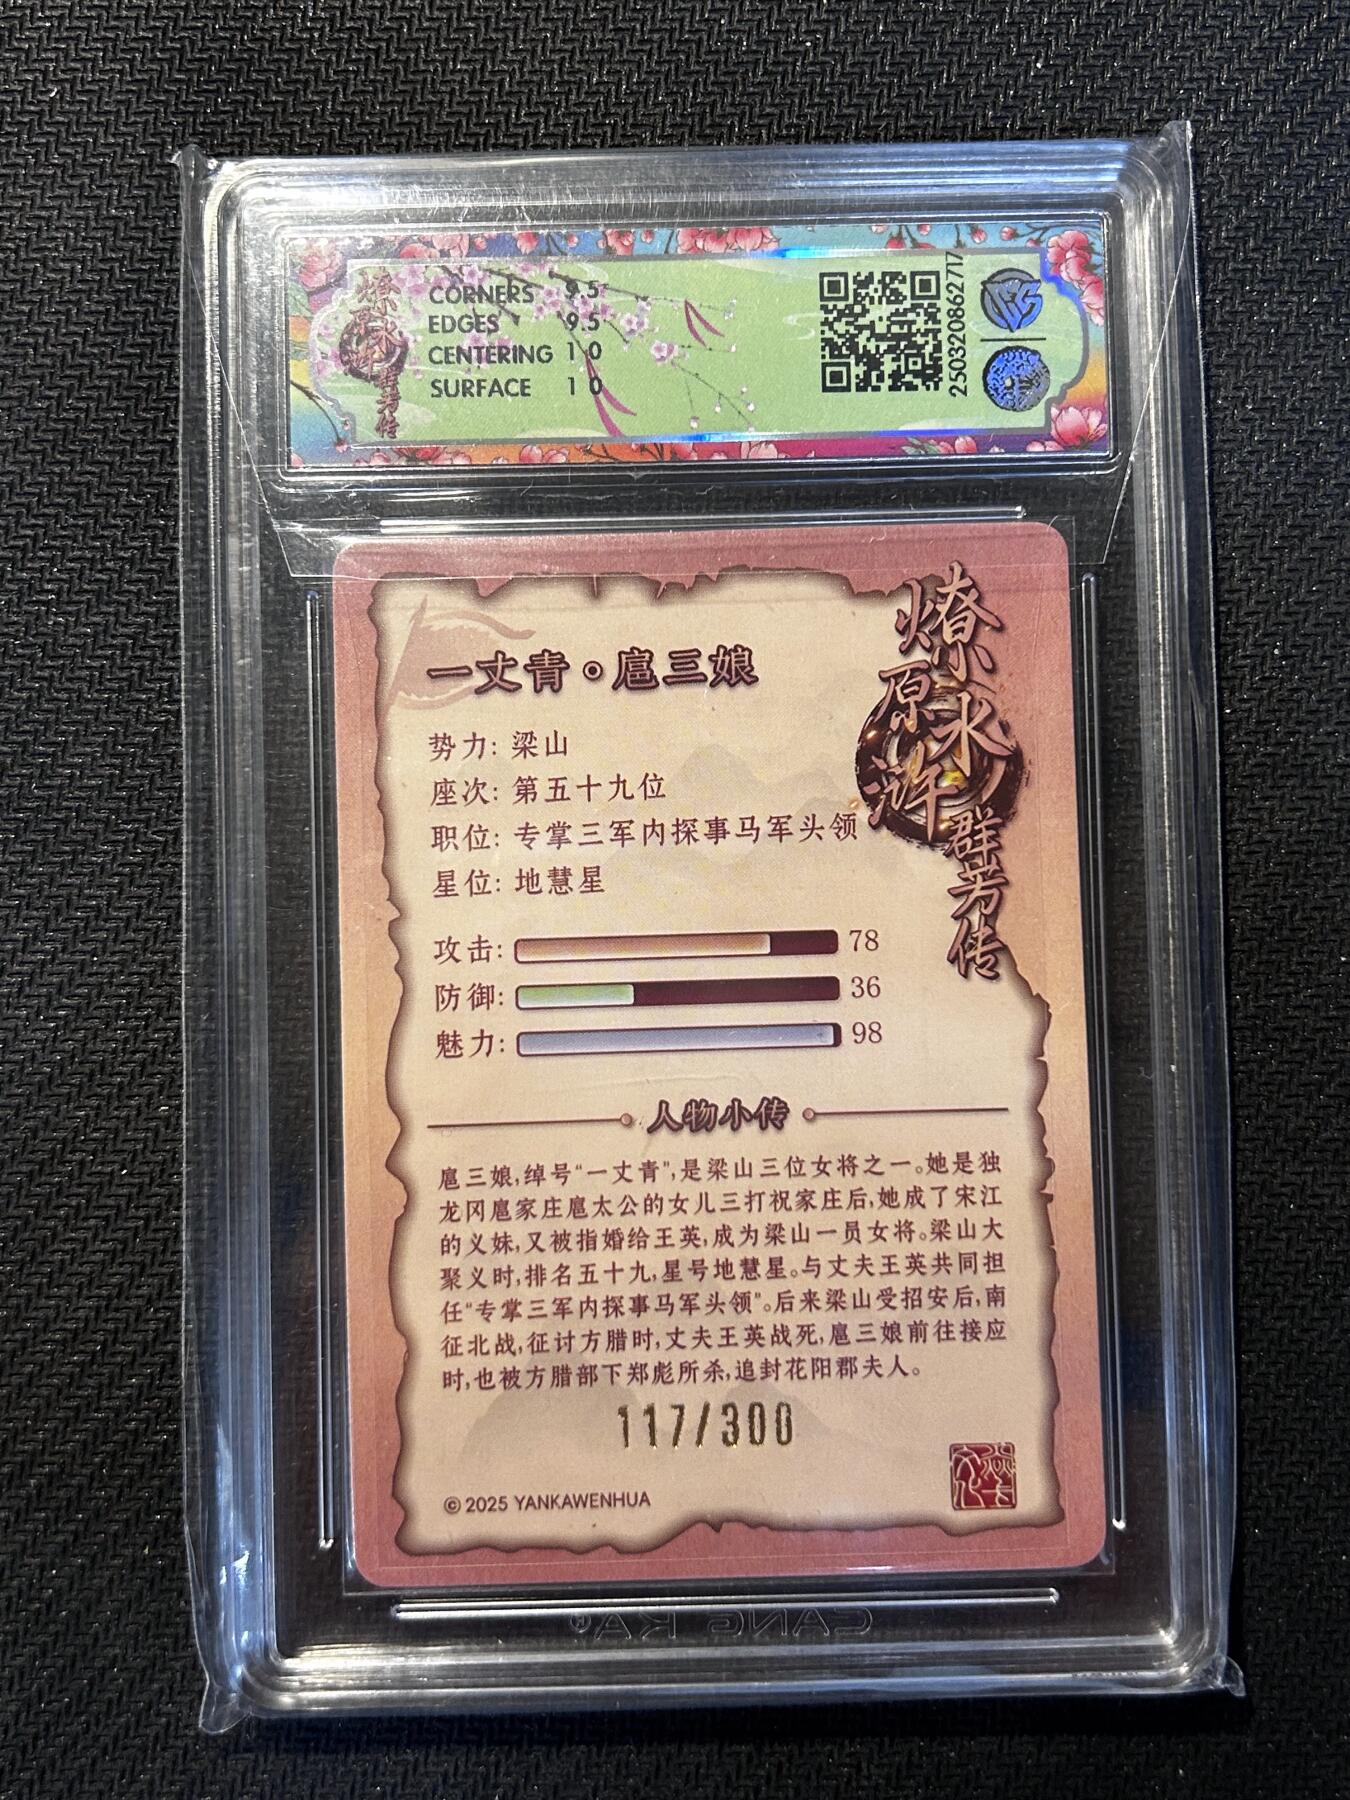 燎原水浒群芳传
CORNERS 9.5
EDGES 9.5
CENTERING 10
SURFACE 10
250320862717
燎原水浒群芳传
一丈青·扈三娘
势力: 梁山
座次: 第五十九位
职位: 专掌三军内探事马军头领
星位: 地慧星
攻击: 78
防御: 36
魅力: 98
人物小传
扈三娘,绰号“一丈青”,是梁山三位女将之一。她是独
龙冈扈家庄扈太公的女儿三打祝家庄后,她成了宋江
的义妹,又被指婚给王英,成为梁山一员女将。梁山大
聚义时,排名五十九,星号地慧星。与丈夫王英共同担
任“专掌三军内探事马军头领”。后来梁山受招安后,南
征北战,征讨方腊时,丈夫王英战死,扈三娘前往接应
时,也被方腊部下郑彪所杀,追封花阳郡夫人。
117/300
© 2025 YANKAWENHUA
CANG KA®